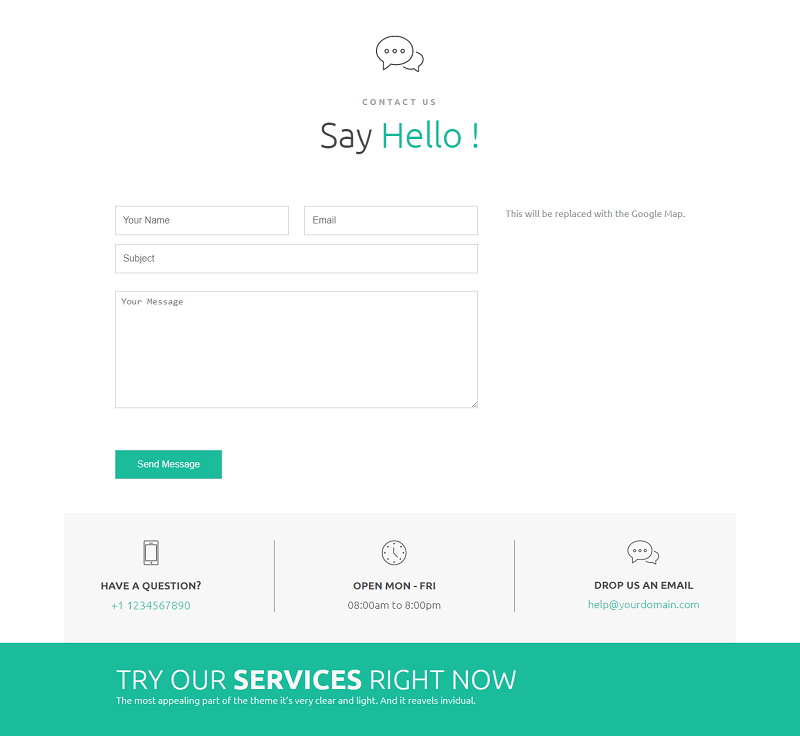 CONTACT US
Say Hello !
Your Name
Email
This will be replaced with the Google Map.
Subject
Your Message
Send Message
HAVE A QUESTION?
+1 1234567890
OPEN MON - FRI
08:00am to 8:00pm
DROP US AN EMAIL
help@yourdomain.com
TRY OUR SERVICES RIGHT NOW
The most appealing part of the theme it's very clear and light. And it reavels invidual.